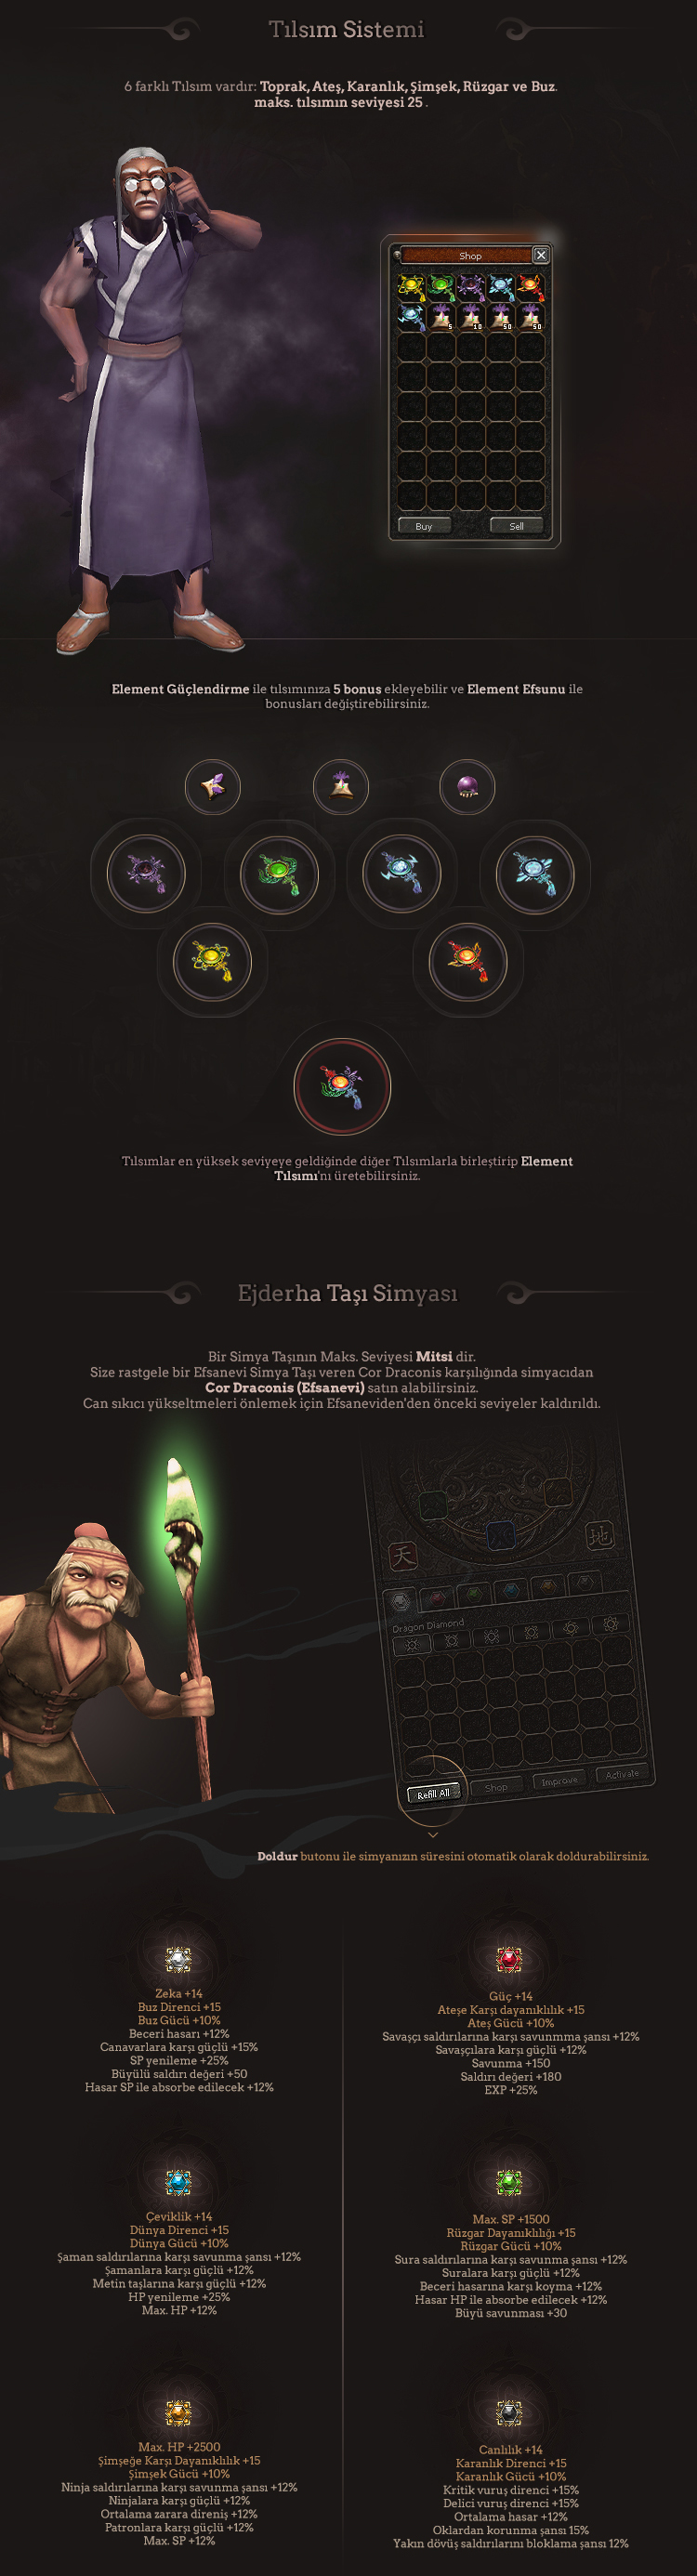 Tılsım Sistemi
6 farklı Tılsım vardır: Toprak, Ateş, Karanlık, Şimşek, Rüzgar ve Buz.
maks. tılsımın seviyesi 25 .
Shop
5 10 50 50
Buy Sell
Element Güçlendirme ile tılsımınıza 5 bonus ekleyebilir ve Element Efsunu ile
bonusları değiştirebilirsiniz.
Tılsımlar en yüksek seviyeye geldiğinde diğer Tılsımlarla birleştirip Element
Tılsımı'nı üretebilirsiniz.
Ejderha Taşı Simyası
Bir Simya Taşının Maks. Seviyesi Mitsi dir.
Size rastgele bir Efsanevi Simya Taşı veren Cor Draconis karşılığında simyacıdan
Cor Draconis (Efsanevi) satın alabilirsiniz.
Can sıkıcı yükseltmeleri önlemek için Efsaneviden'den önceki seviyeler kaldırıldı.
天 地
Dragon Diamond
Refill All Shop Improve Activate
Doldur butonu ile simyanızın süresini otomatik olarak doldurabilirsiniz.
Zeka +14
Buz Direnci +15
Buz Gücü +10%
Beceri hasarı +12%
Canavarlara karşı güçlü +15%
SP yenileme +25%
Büyülü saldırı değeri +50
Hasar SP ile absorbe edilecek +12%
Güç +14
Ateşe Karşı dayanıklılık +15
Ateş Gücü +10%
Savaşçı saldırılarına karşı savunmma şansı +12%
Savaşçılara karşı güçlü +12%
Savunma +150
Saldırı değeri +180
EXP +25%
Çeviklik +14
Dünya Direnci +15
Dünya Gücü +10%
Şaman saldırılarına karşı savunma şansı +12%
Şamanlara karşı güçlü +12%
Metin taşlarına karşı güçlü +12%
HP yenileme +25%
Max. HP +12%
Max. SP +1500
Rüzgar Dayanıklılığı +15
Rüzgar Gücü +10%
Sura saldırılarına karşı savunma şansı +12%
Suralara karşı güçlü +12%
Beceri hasarına karşı koyma +12%
Hasar HP ile absorbe edilecek +12%
Büyü savunması +30
Max. HP +2500
Şimşeğe Karşı Dayanıklılık +15
Şimşek Gücü +10%
Ninja saldırılarına karşı savunma şansı +12%
Ninjalara karşı güçlü +12%
Ortalama zarara direniş +12%
Patronlara karşı güçlü +12%
Max. SP +12%
Canlılık +14
Karanlık Direnci +15
Karanlık Gücü +10%
Kritik vuruş direnci +15%
Delici vuruş direnci +15%
Ortalama hasar +12%
Oklardan korunma şansı 15%
Yakın dövüş saldırılarını bloklama şansı 12%